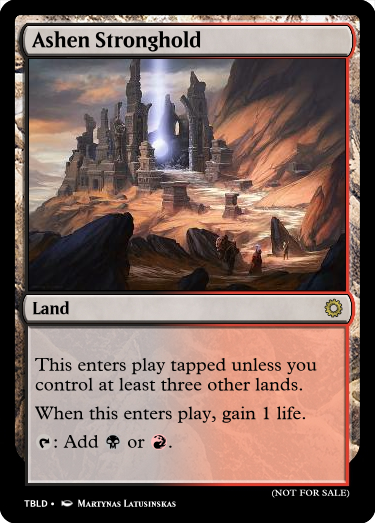 Ashen Stronghold
Land
This enters play tapped unless you
control at least three other lands.
When this enters play, gain 1 life.
: Add or .
(NOT FOR SALE)
TBLD • Martynas Latusinskas